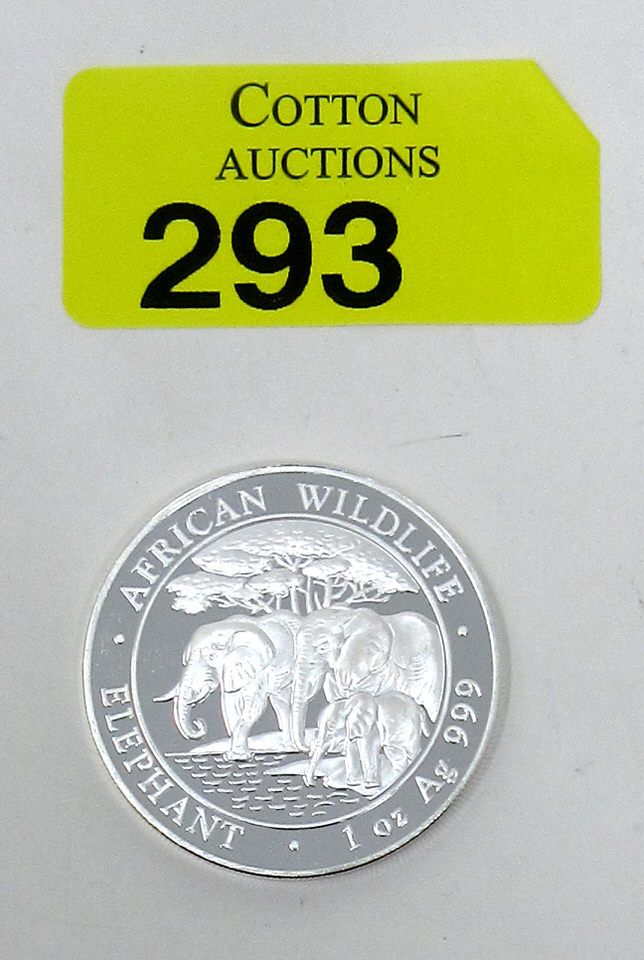 COTTON
AUCTIONS
293
AFRICAN WILDLIFE
ELEPHANT · 1 oz Ag 999